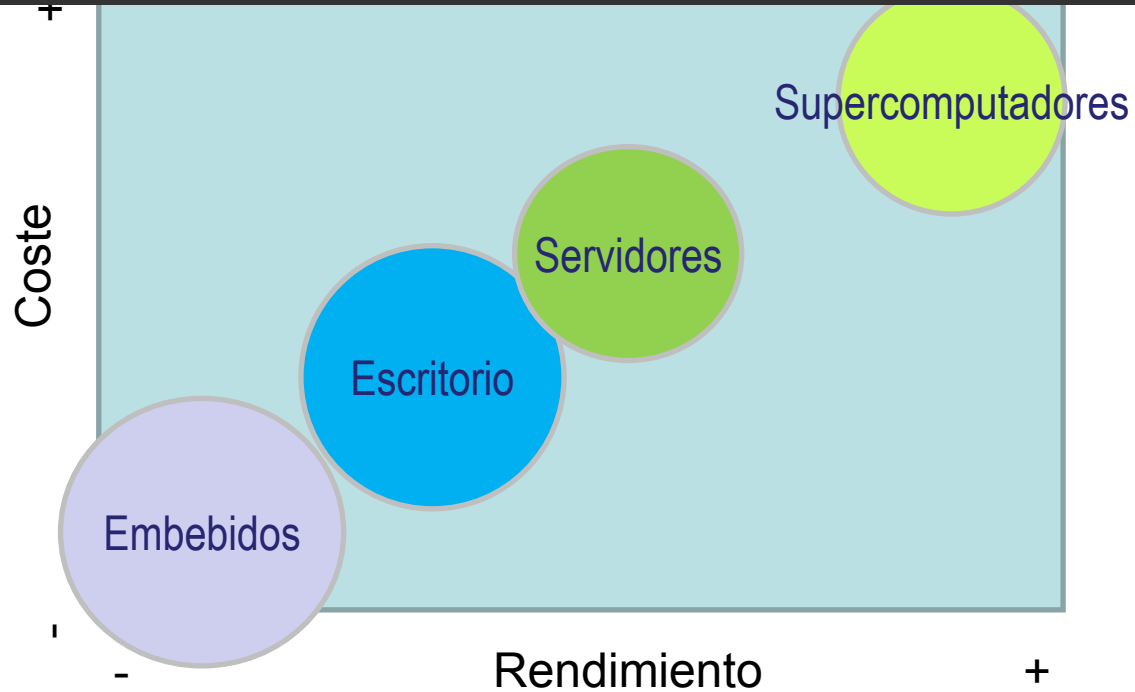 +
Supercomputadores
Coste
Servidores
Escritorio
Embebidos
-
- Rendimiento +